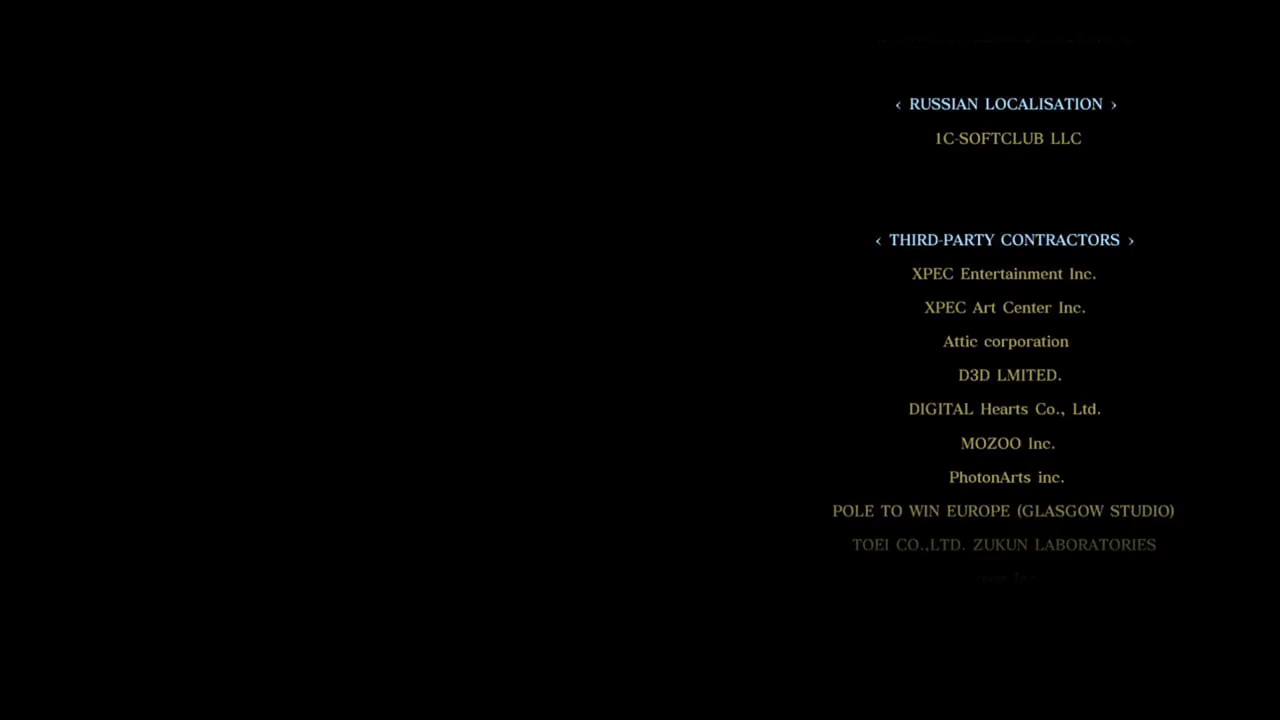 ‹ RUSSIAN LOCALISATION ›
1C-SOFTCLUB LLC
‹ THIRD-PARTY CONTRACTORS ›
XPEC Entertainment Inc.
XPEC Art Center Inc.
Attic corporation
D3D LMITED.
DIGITAL Hearts Co., Ltd.
MOZOO Inc.
PhotonArts inc.
POLE TO WIN EUROPE (GLASGOW STUDIO)
TOEI CO.,LTD. ZUKUN LABORATORIES
Inc.